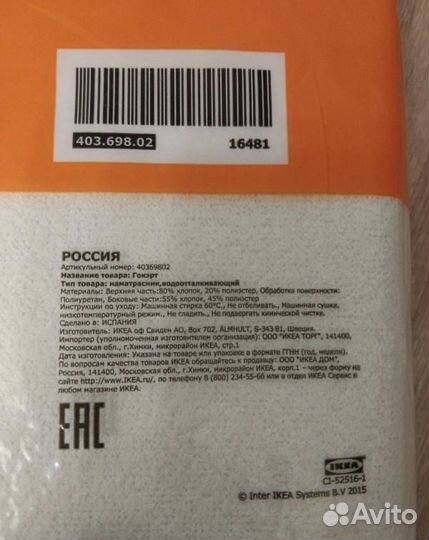 403.698.02
16481
РОССИЯ
Артикульный номер: 40369802
Название товара: Гокэрт
Тип товара: наматрасник,водоотталкивающий
Материалы: Верхняя часть:80% хлопок, 20% полиэстер, Обработка поверхности:
Полиуретан, Боковые части:55% хлопок, 45% полиэстер
Инструкции по уходу: Машинная стирка 60°C., Не отбеливать., Машинная сушка,
низкотемпературный режим., Не гладить., Не подвергать химической чистке.
Сделано в: ИСПАНИЯ
Изготовитель: ИКЕА оф Свиден АО, Box 702, ÄLMHULT, S-343 81, Швеция.
Импортер (уполномоченная изготовителем организация): ООО "ИКЕА ТОРГ", 141400,
Московская обл., г.Химки, микрорайон ИКЕА, стр.1
Дата изготовления: Указана на товаре или упаковке в формате ГГНН (год, неделя).
По вопросам качества товаров ИКЕА обращайтесь к продавцу: ООО "ИКЕА ДОМ",
Россия, 141400, Московская обл., г.Химки, микрорайон ИКЕА, корп.1 - через форму на
сайте http://www.IKEA.ru/, по телефону 8 (800) 234-55-66 или в отдел ИКЕА Сервис в
любом магазине ИКЕА.
EAC
IKEA
CI-52516-1
© Inter IKEA Systems B.V 2015
Avito